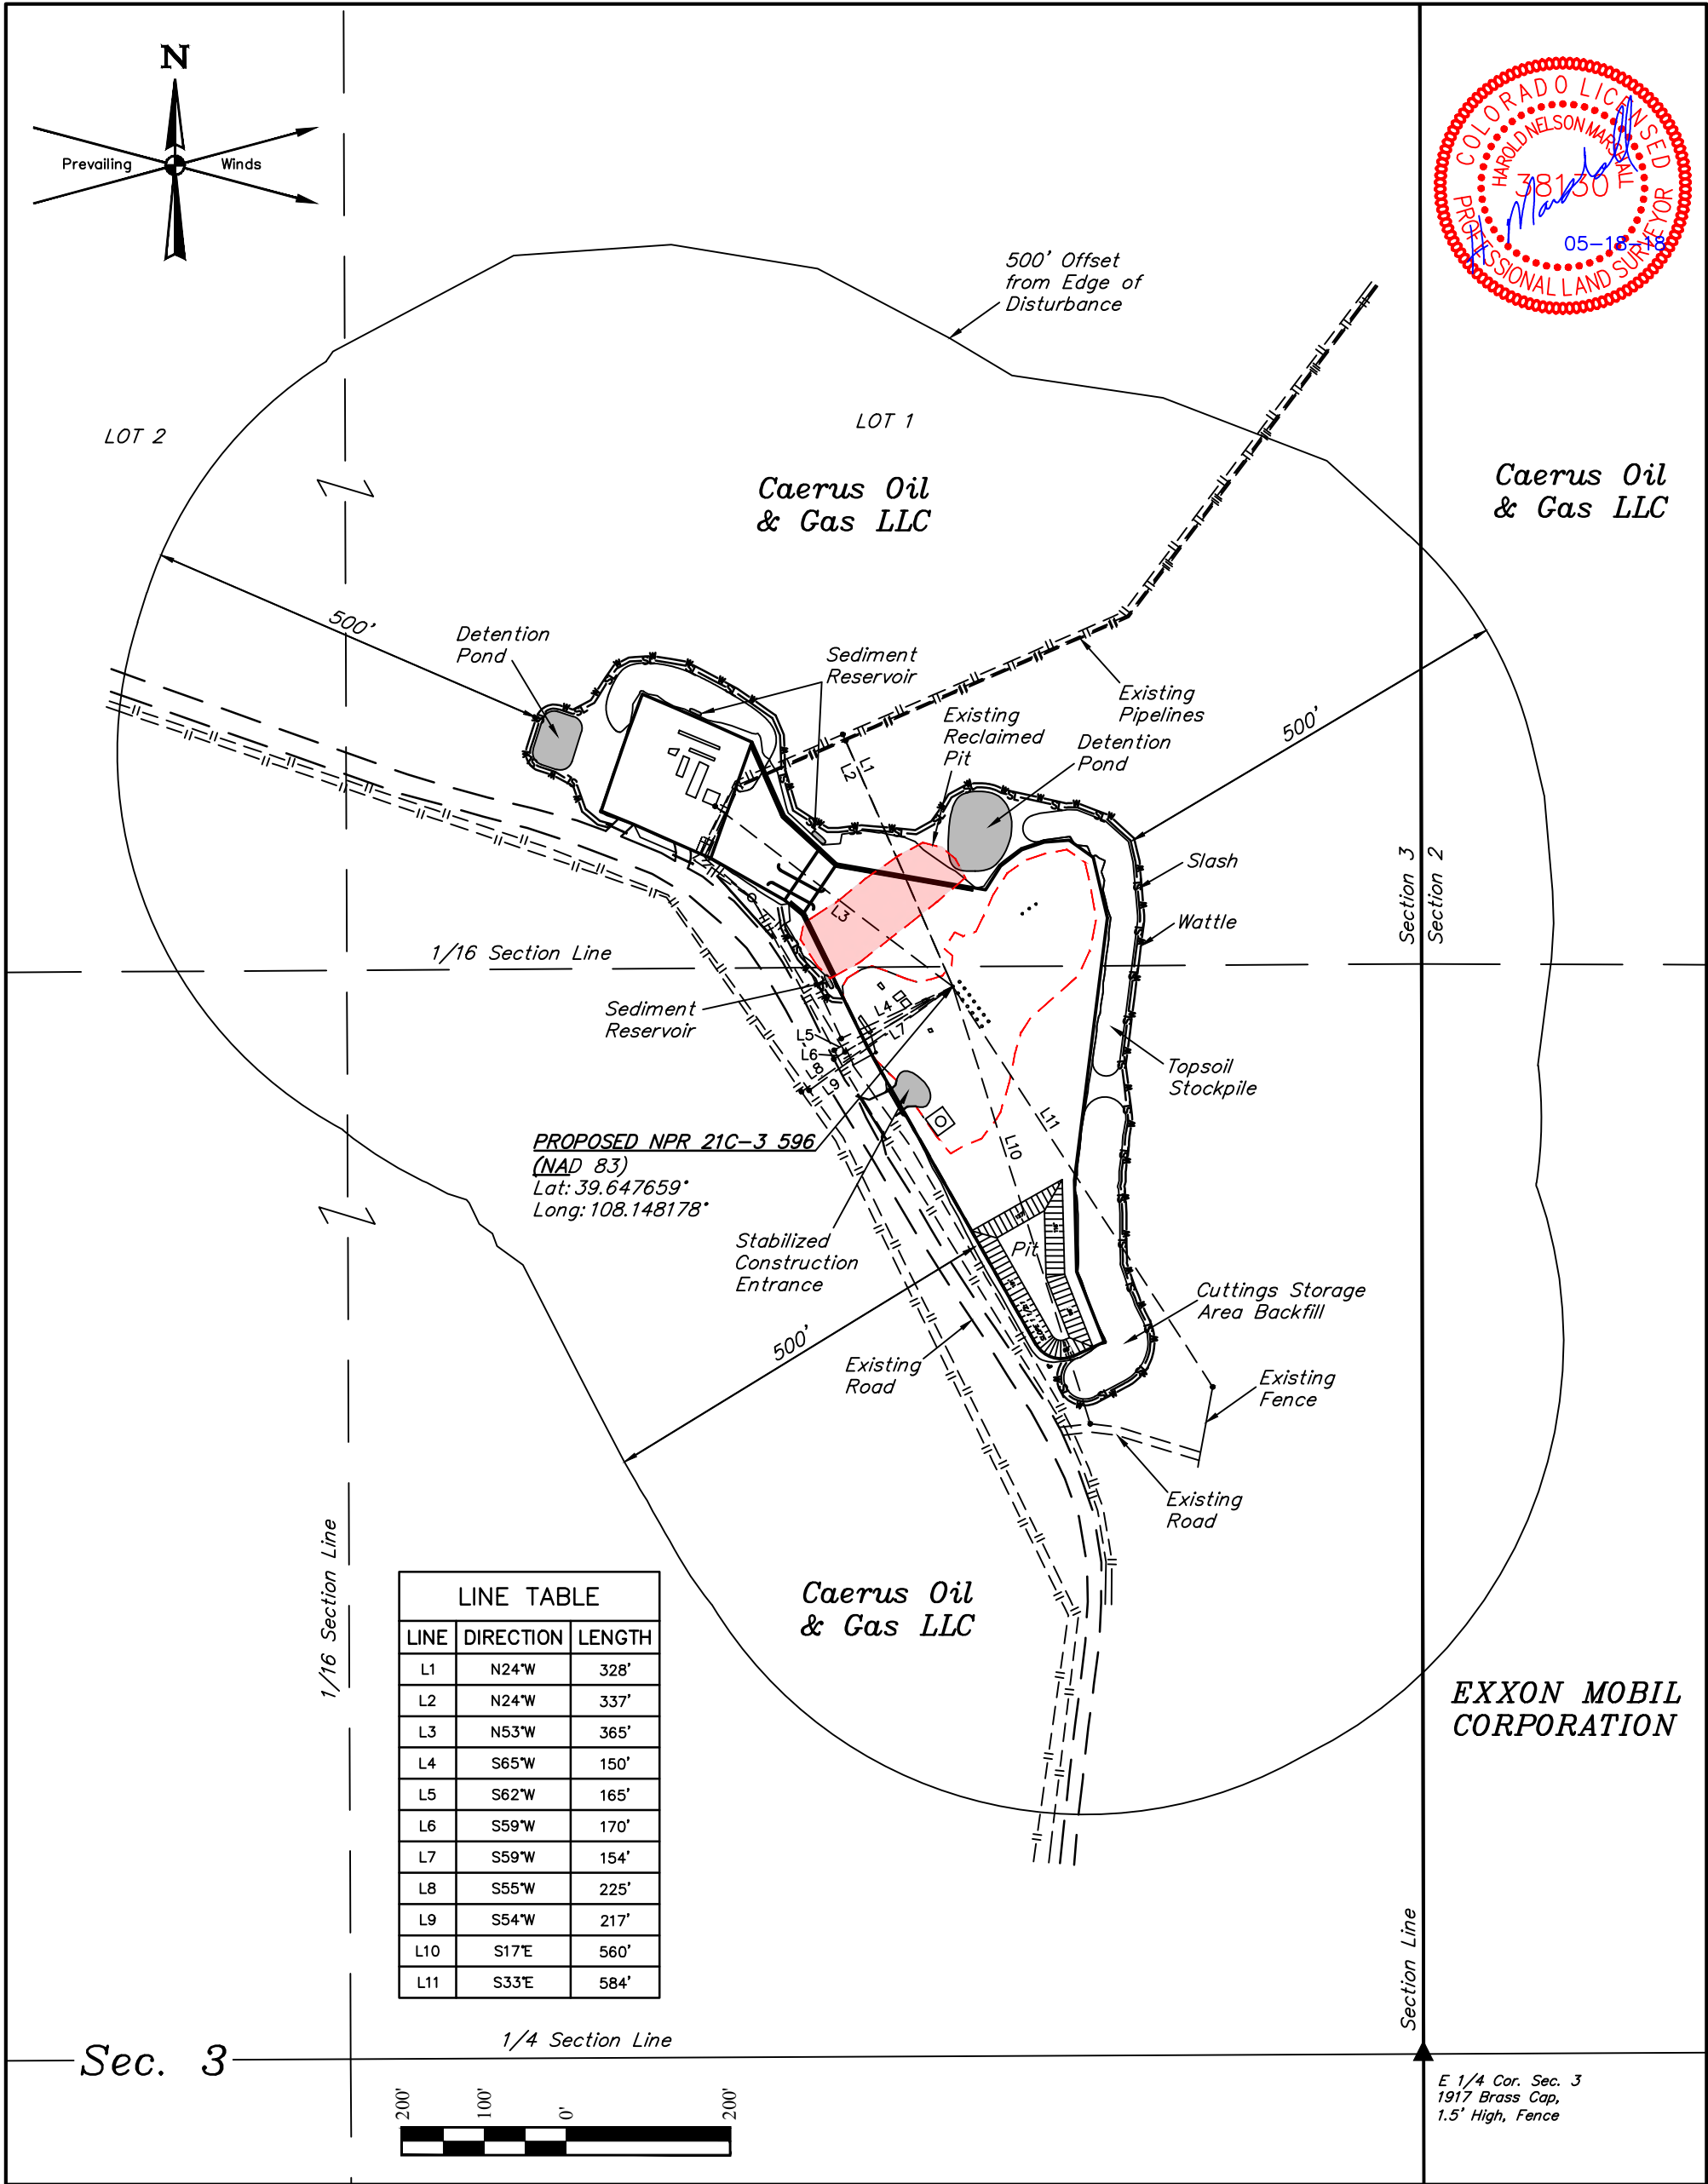 N
Prevailing Winds
COLORADO LICENSED
PROFESSIONAL LAND SURVEYOR
HAROLD NELSON MARSHALL
38130
05-18-18
500' Offset
from Edge of
Disturbance
LOT 2
LOT 1
Caerus Oil
& Gas LLC
Caerus Oil
& Gas LLC
500'
Detention
Pond
Sediment
Reservoir
Existing
Pipelines
Existing
Reclaimed
Pit
Detention
Pond
500'
L1
L2
Slash
Section 3
Section 2
Wattle
L3
1/16 Section Line
Sediment
Reservoir
L4
L5
L7
L6
L8
L9
Topsoil
Stockpile
L11
L10
PROPOSED NPR 21C-3 596
(NAD 83)
Lat: 39.647659°
Long: 108.148178°
Stabilized
Construction
Entrance
Pit
Cuttings Storage
Area Backfill
500'
Existing
Road
Existing
Fence
Existing
Road
1/16 Section Line
LINE TABLE
LINE DIRECTION LENGTH
L1 N24°W 328'
L2 N24°W 337'
L3 N53°W 365'
L4 S65°W 150'
L5 S62°W 165'
L6 S59°W 170'
L7 S59°W 154'
L8 S55°W 225'
L9 S54°W 217'
L10 S17°E 560'
L11 S33°E 584'
Caerus Oil
& Gas LLC
EXXON MOBIL
CORPORATION
Section Line
1/4 Section Line
Sec. 3
E 1/4 Cor. Sec. 3
1917 Brass Cap,
1.5' High, Fence
200' 100' 0' 200'